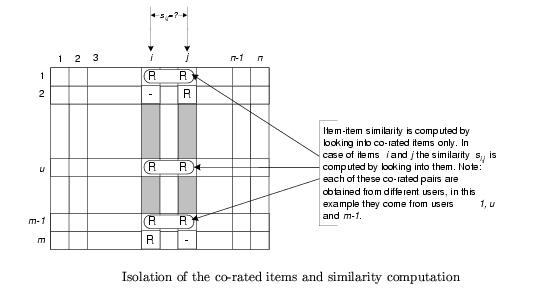 s i,j=?
1 2 3 i j n-1 n
1 R R
2 - R
u R R
m-1 R R
m R -
Item-item similarity is computed by
looking into co-rated items only. In
case of items i and j the similarity s i,j is
computed by looking into them. Note:
each of these co-rated pairs are
obtained from different users, in this
example they come from users 1, u
and m-1.
Isolation of the co-rated items and similarity computation